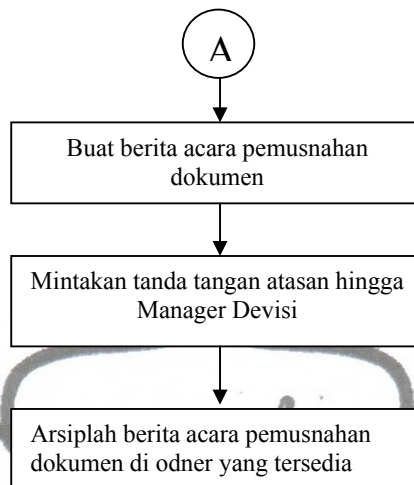 A
Buat berita acara pemusnahan
dokumen
Mintakan tanda tangan atasan hingga
Manager Devisi
Arsiplah berita acara pemusnahan
dokumen di odner yang tersedia